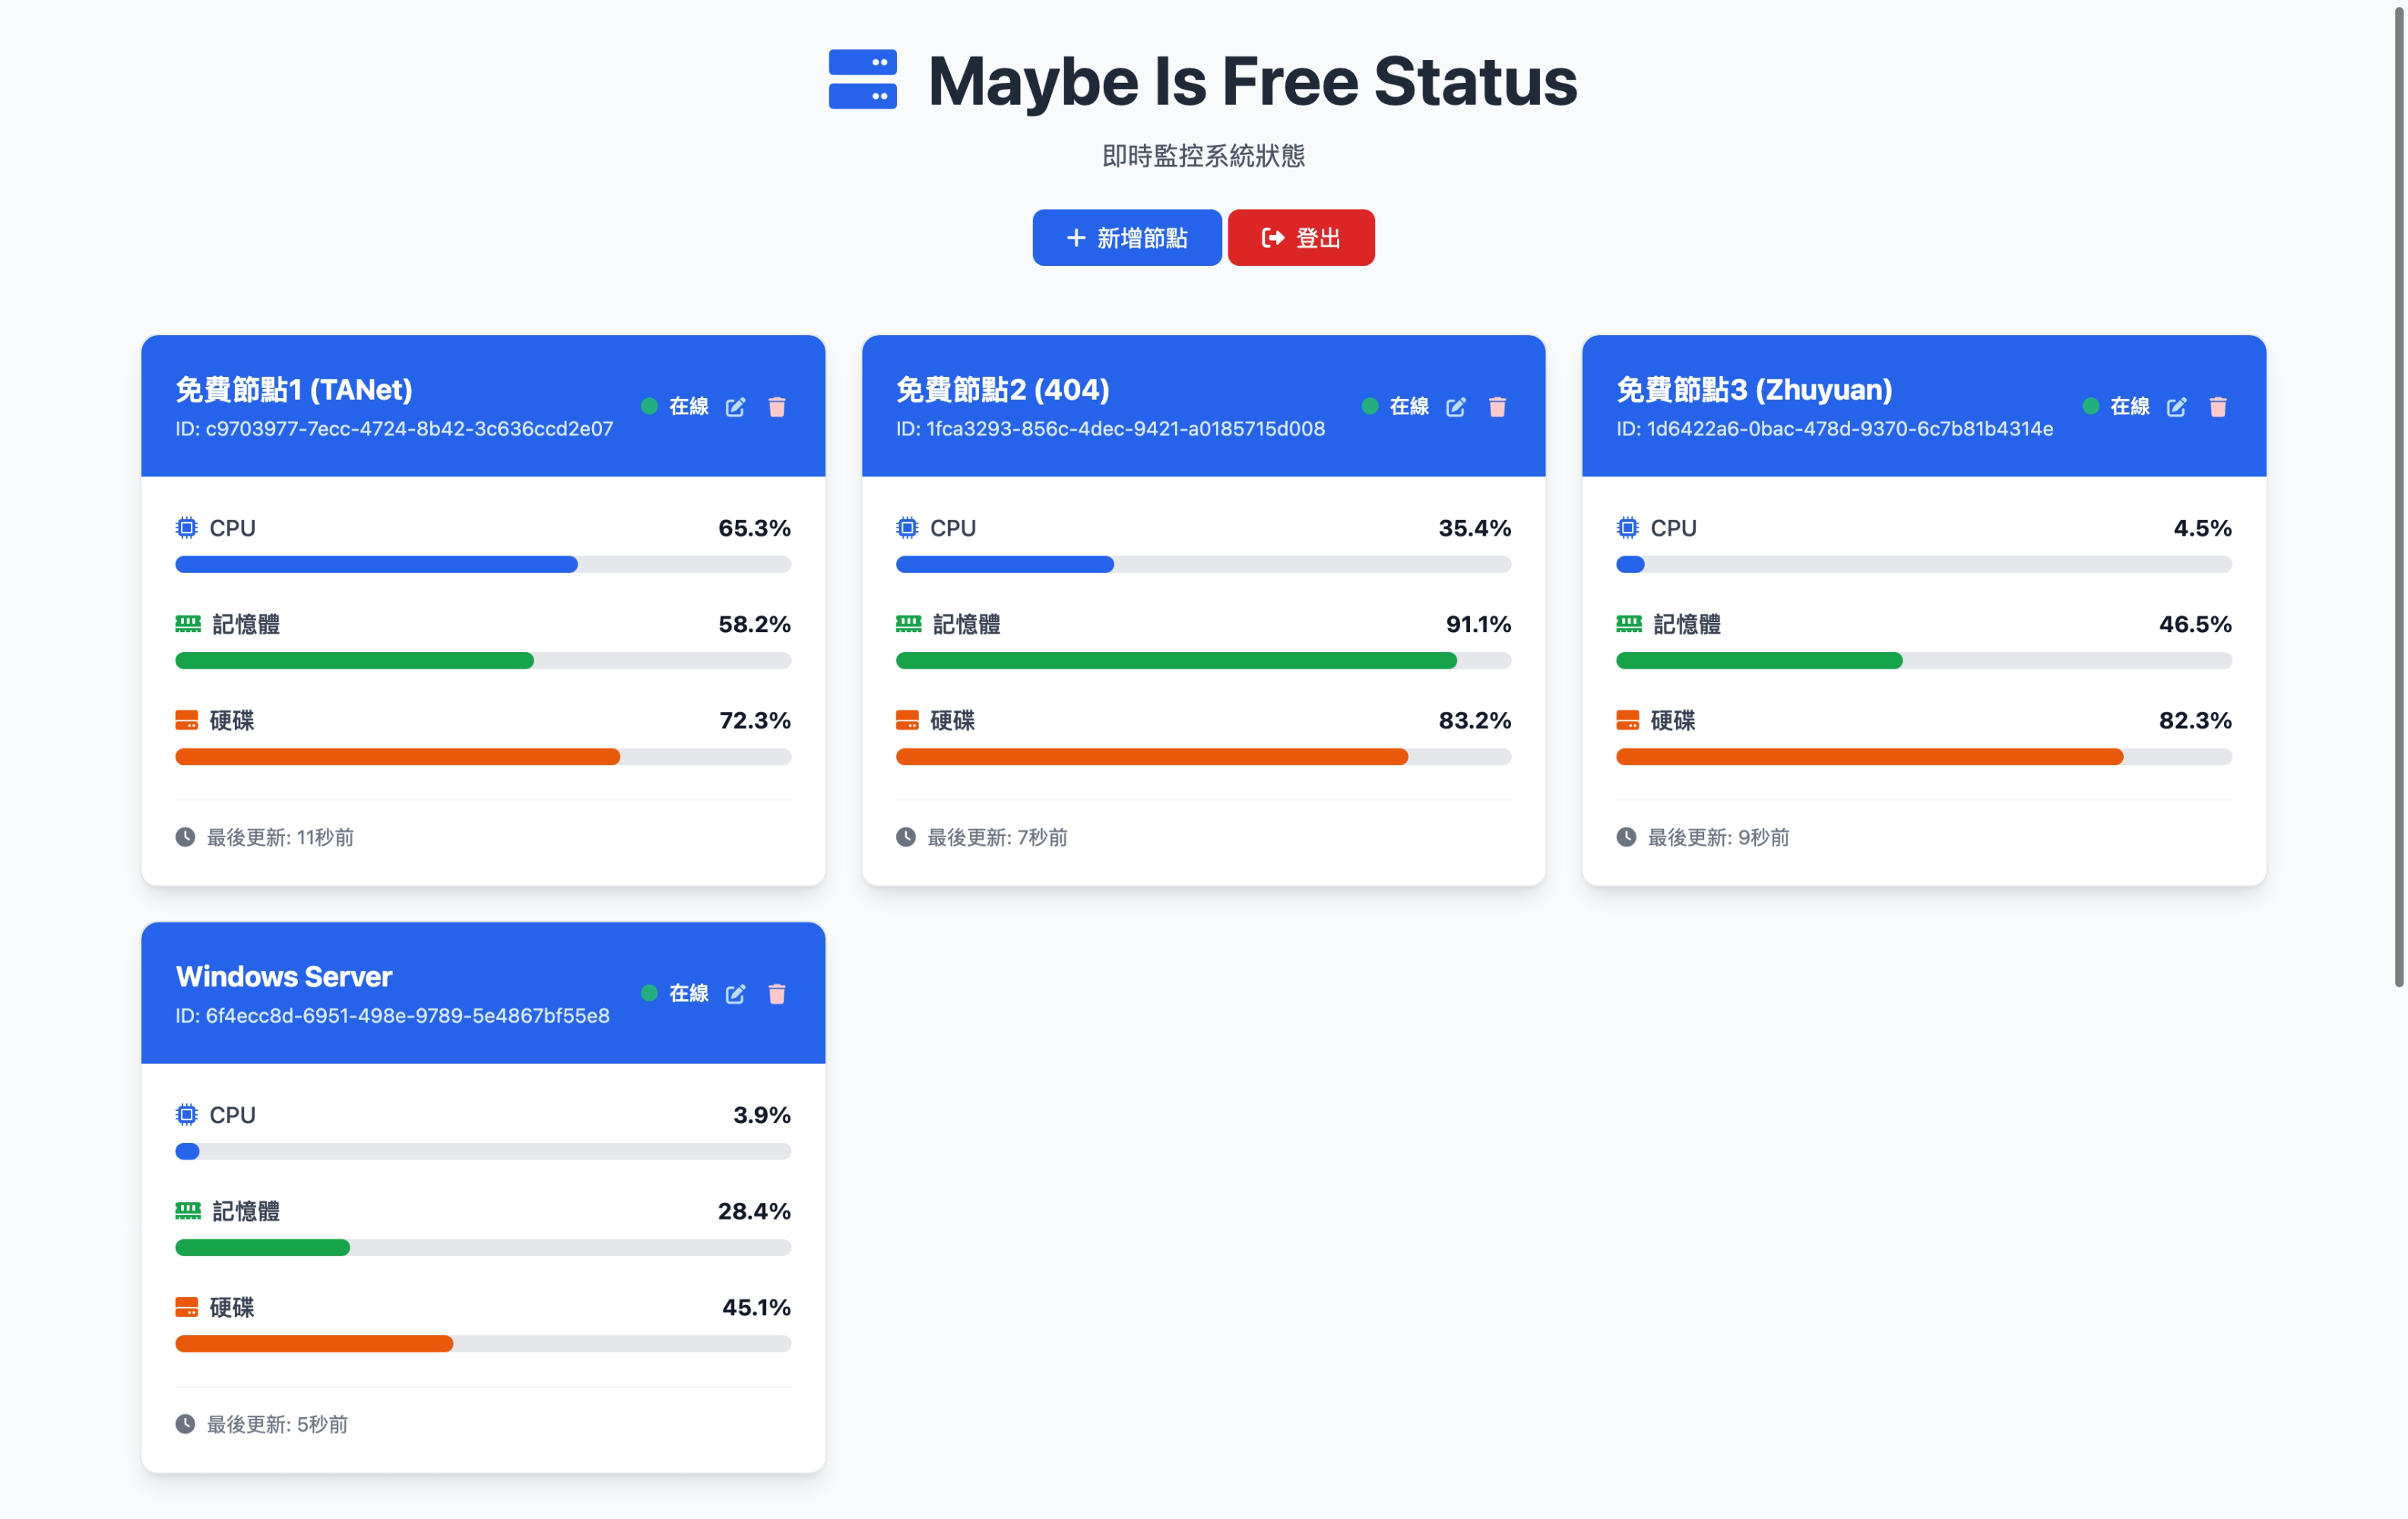 Maybe Is Free Status
即時監控系統狀態
新增節點 登出
免費節點1 (TANet)
ID: c9703977-7ecc-4724-8b42-3c636ccd2e07
在線
CPU 65.3%
記憶體 58.2%
硬碟 72.3%
最後更新: 11秒前
免費節點2 (404)
ID: 1fca3293-856c-4dec-9421-a0185715d008
在線
CPU 35.4%
記憶體 91.1%
硬碟 83.2%
最後更新: 7秒前
免費節點3 (Zhuyuan)
ID: 1d6422a6-0bac-478d-9370-6c7b81b4314e
在線
CPU 4.5%
記憶體 46.5%
硬碟 82.3%
最後更新: 9秒前
Windows Server
ID: 6f4ecc8d-6951-498e-9789-5e4867bf55e8
在線
CPU 3.9%
記憶體 28.4%
硬碟 45.1%
最後更新: 5秒前